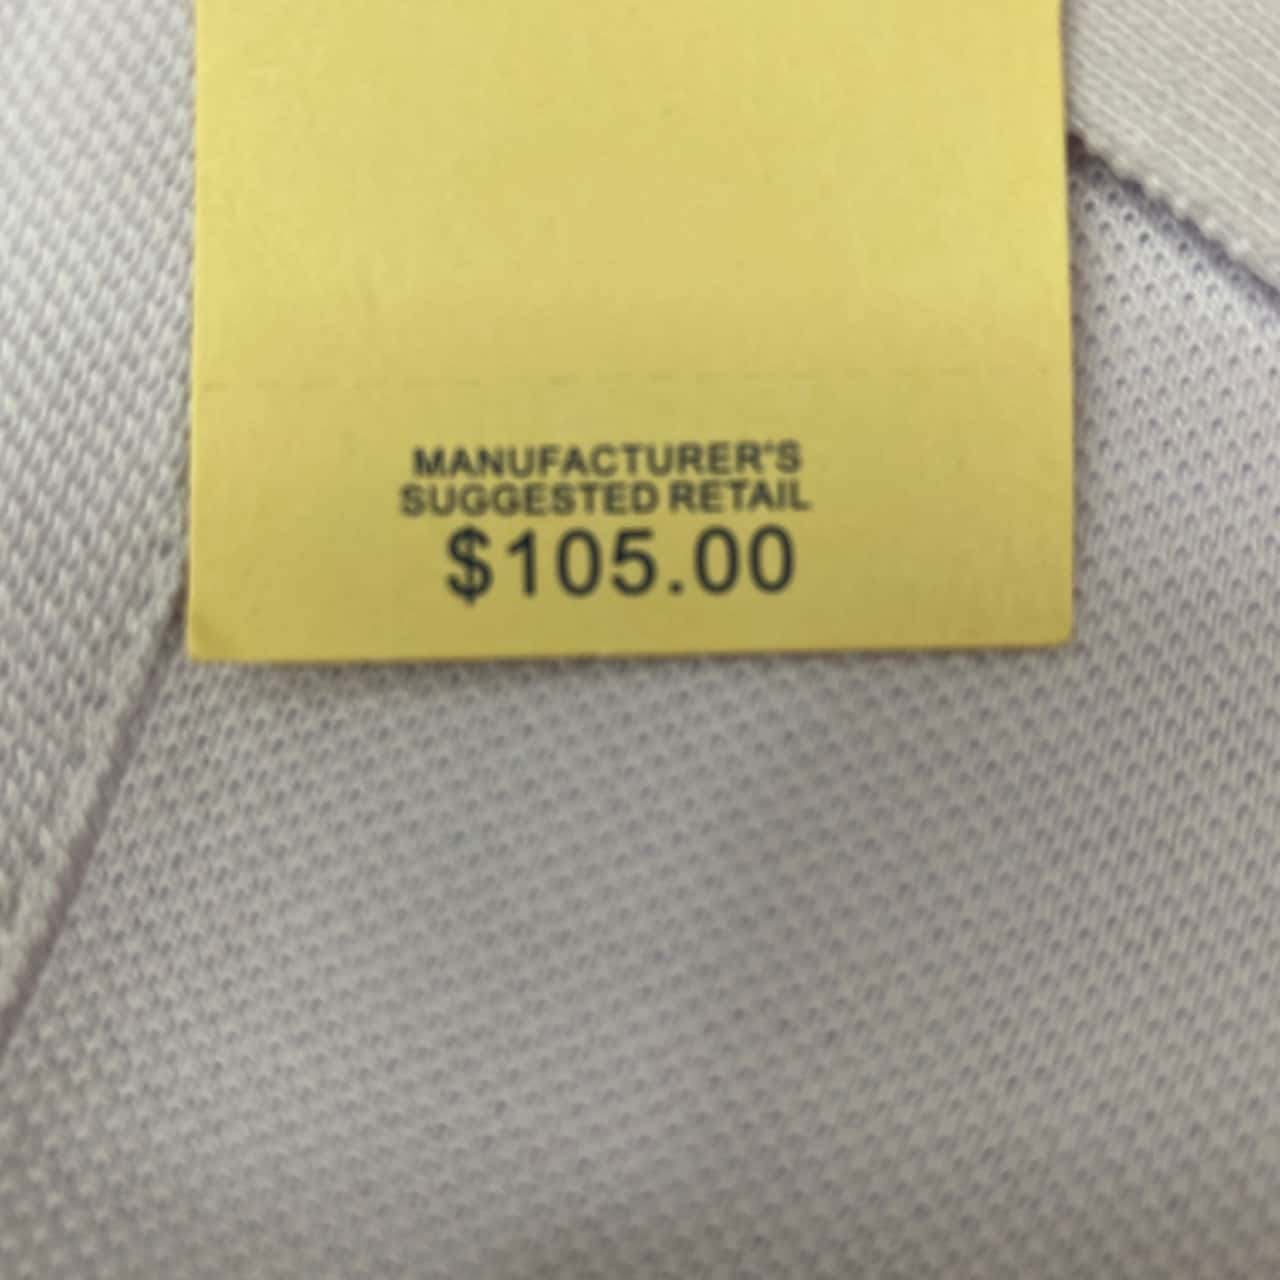 MANUFACTURER'S
SUGGESTED RETAIL
$105.00